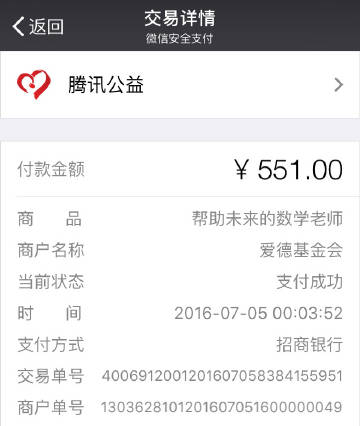 返回
交易详情
微信安全支付
腾讯公益
付款金额 ¥ 551.00
商 品 帮助未来的数学老师
商户名称 爱德基金会
当前状态 支付成功
时 间 2016-07-05 00:03:52
支付方式 招商银行
交易单号 4006912001201607058384155951
商户单号 1303628101201607051600000049